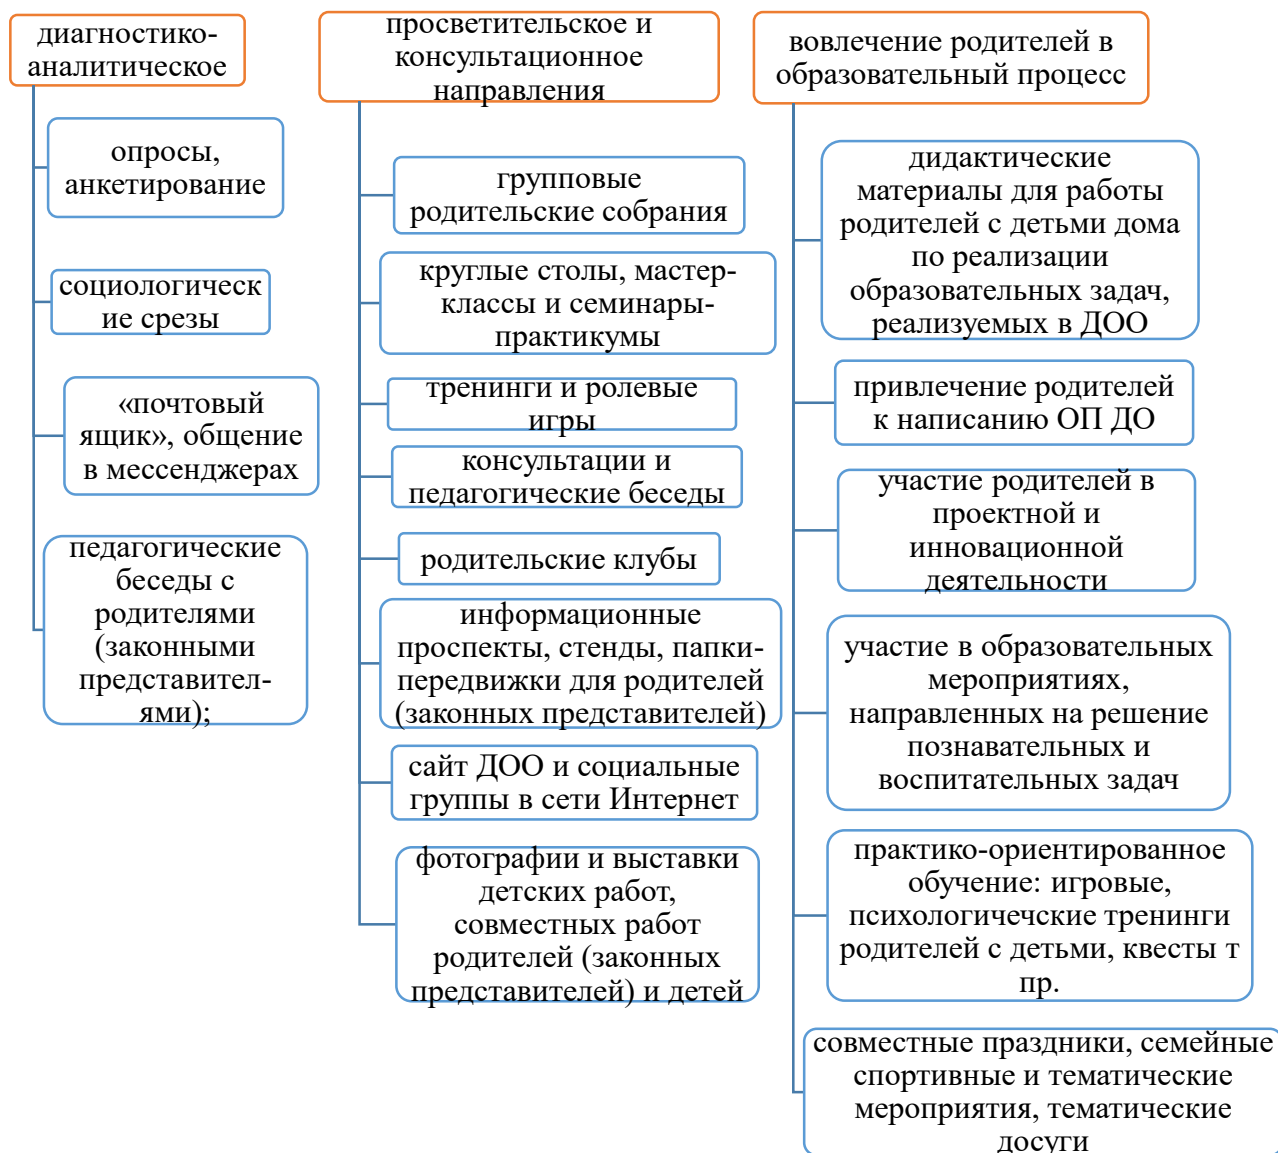 диагностико-
аналитическое
опросы,
анкетирование
социологическ
ие срезы
«почтовый
ящик», общение
в мессенджерах
педагогические
беседы с
родителями
(законными
представител-
ями);
просветительское и
консультационное
направления
групповые
родительские собрания
круглые столы, мастер-
классы и семинары-
практикумы
тренинги и ролевые
игры
консультации и
педагогические беседы
родительские клубы
информационные
проспекты, стенды, папки-
передвижки для родителей
(законных представителей)
сайт ДОО и социальные
группы в сети Интернет
фотографии и выставки
детских работ,
совместных работ
родителей (законных
представителей) и детей
вовлечение родителей в
образовательный процесс
дидактические
материалы для работы
родителей с детьми дома
по реализации
образовательных задач,
реализуемых в ДОО
привлечение родителей
к написанию ОП ДО
участие родителей в
проектной и
инновационной
деятельности
участие в образовательных
мероприятиях,
направленных на решение
познавательных и
воспитательных задач
практико-ориентированное
обучение: игровые,
психологичечские тренинги
родителей с детьми, квесты т
пр.
совместные праздники, семейные
спортивные и тематические
мероприятия, тематические
досуги